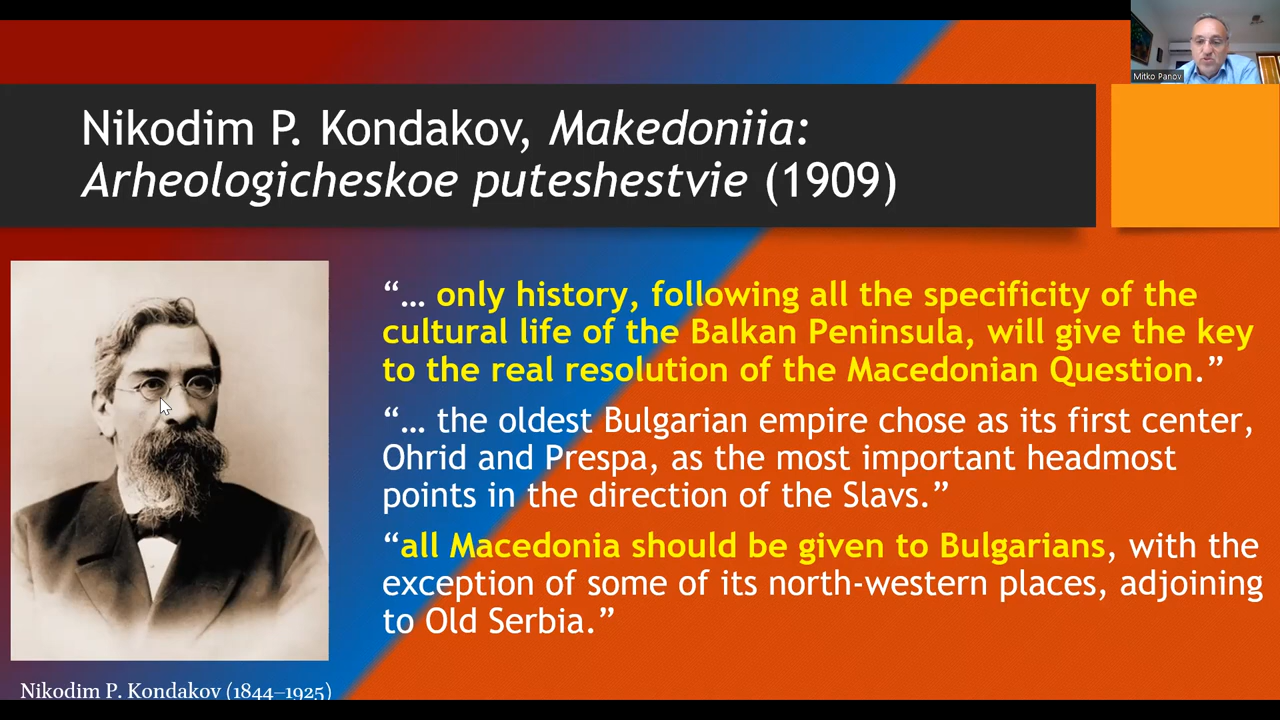 Mitko Panov
Nikodim P. Kondakov, Makedoniia:
Arheologicheskoe puteshestvie (1909)
“… only history, following all the specificity of the
cultural life of the Balkan Peninsula, will give the key
to the real resolution of the Macedonian Question.”
“… the oldest Bulgarian empire chose as its first center,
Ohrid and Prespa, as the most important headmost
points in the direction of the Slavs.”
“all Macedonia should be given to Bulgarians, with the
exception of some of its north-western places, adjoining
to Old Serbia.”
Nikodim P. Kondakov (1844–1925)